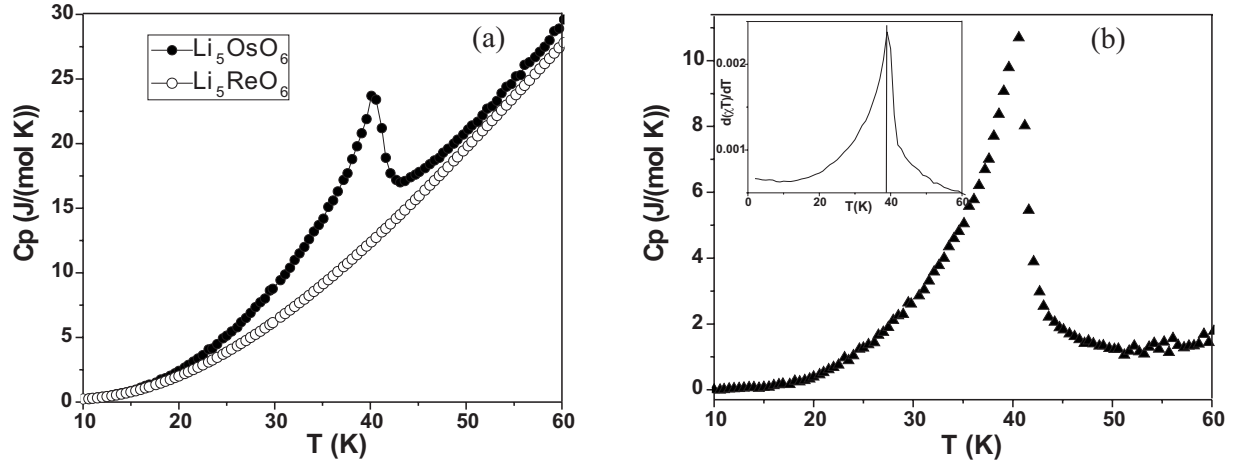 (a)
Li5OsO6
Li5ReO6
30
25
20
15
10
5
0
Cp (J/(mol K))
10 20 30 40 50 60
T (K)
(b)
10
8
6
4
2
0
Cp (J/(mol K))
10 20 30 40 50 60
T (K)
0.002
0.001
d(χT)/dT
0 20 40 60
T(K)